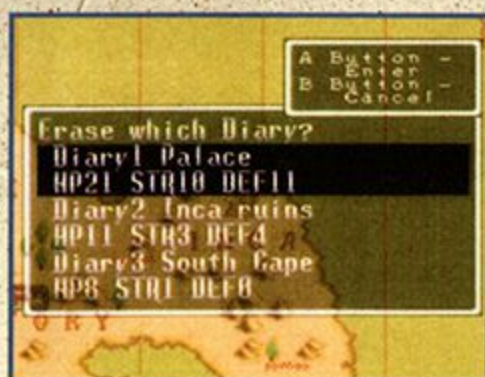 A Button -
Enter
B Button -
Cancel
Erase which Diary?
Diary1 Palace
HP21 STR10 DEF11
Diary2 Inca ruins
HP11 STR3 DEF4
Diary3 South Cape
HP8 STR1 DEF0